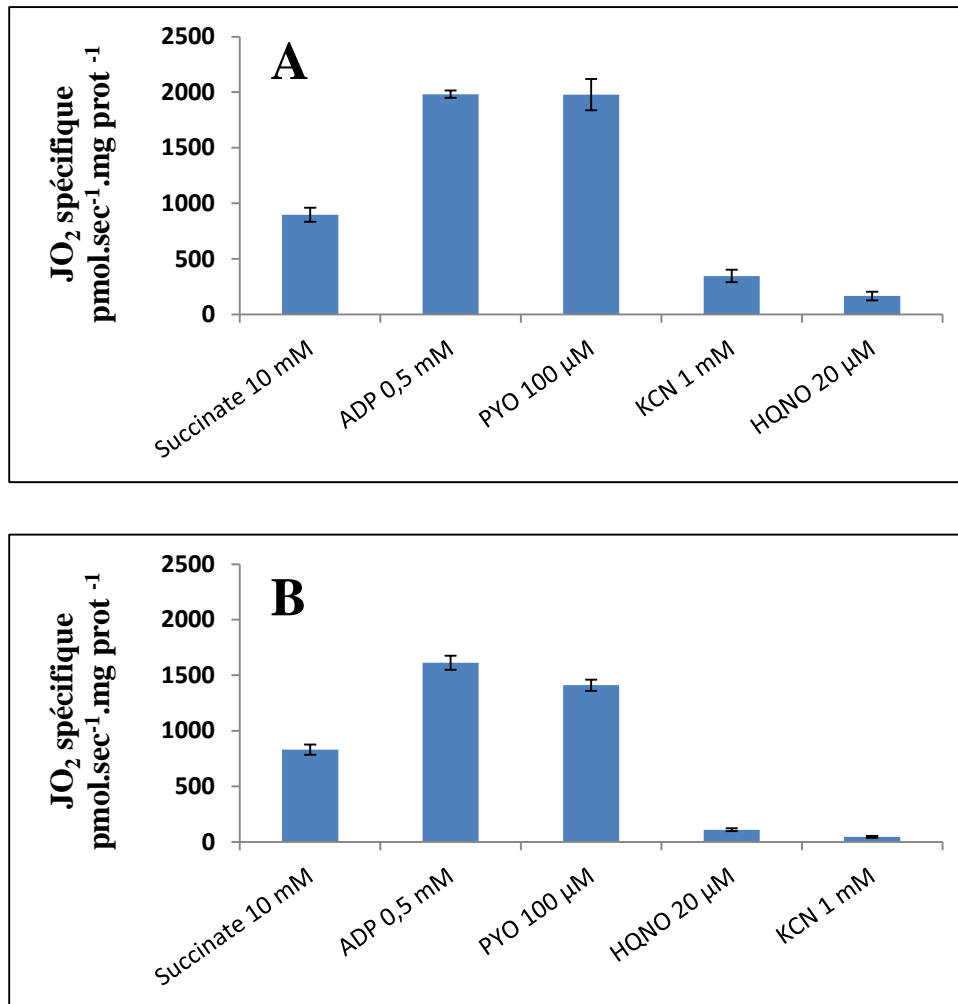 A
JO₂ spécifique
pmol.sec⁻¹.mg prot ⁻¹
2500
2000
1500
1000
500
0
Succinate 10 mM
ADP 0,5 mM
PYO 100 µM
KCN 1 mM
HQNO 20 µM
B
JO₂ spécifique
pmol.sec⁻¹.mg prot ⁻¹
2500
2000
1500
1000
500
0
Succinate 10 mM
ADP 0,5 mM
PYO 100 µM
HQNO 20 µM
KCN 1 mM